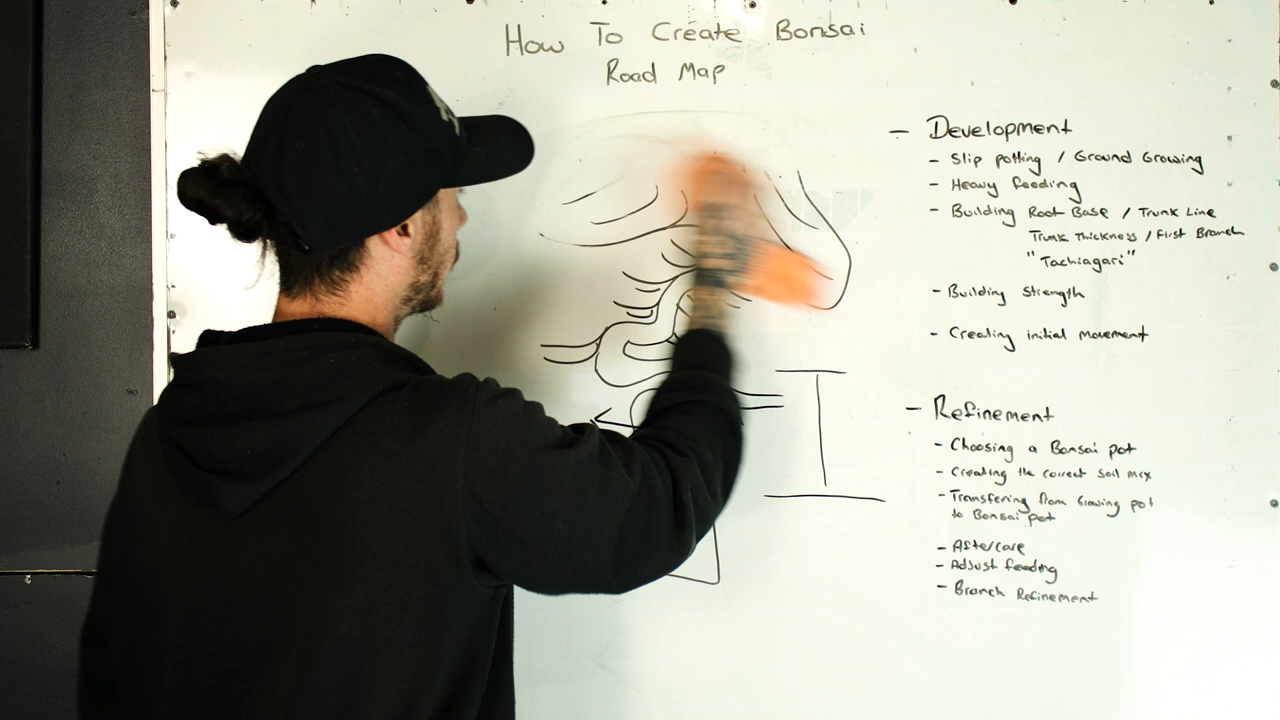 How To Create Bonsai
Road Map
- Development
- Slip potting / Ground Growing
- Heavy feeding
- Building Root Base / Trunk Line
Trunk Thickness / First Branch
"Tachiagari"
- Building Strength
- Creating initial movement
- Refinement
- Choosing a Bonsai pot
- Creating the correct soil mix
- Transfering from Growing pot
to Bonsai pot
- Aftercare
- Adjust feeding
- Branch Refinement